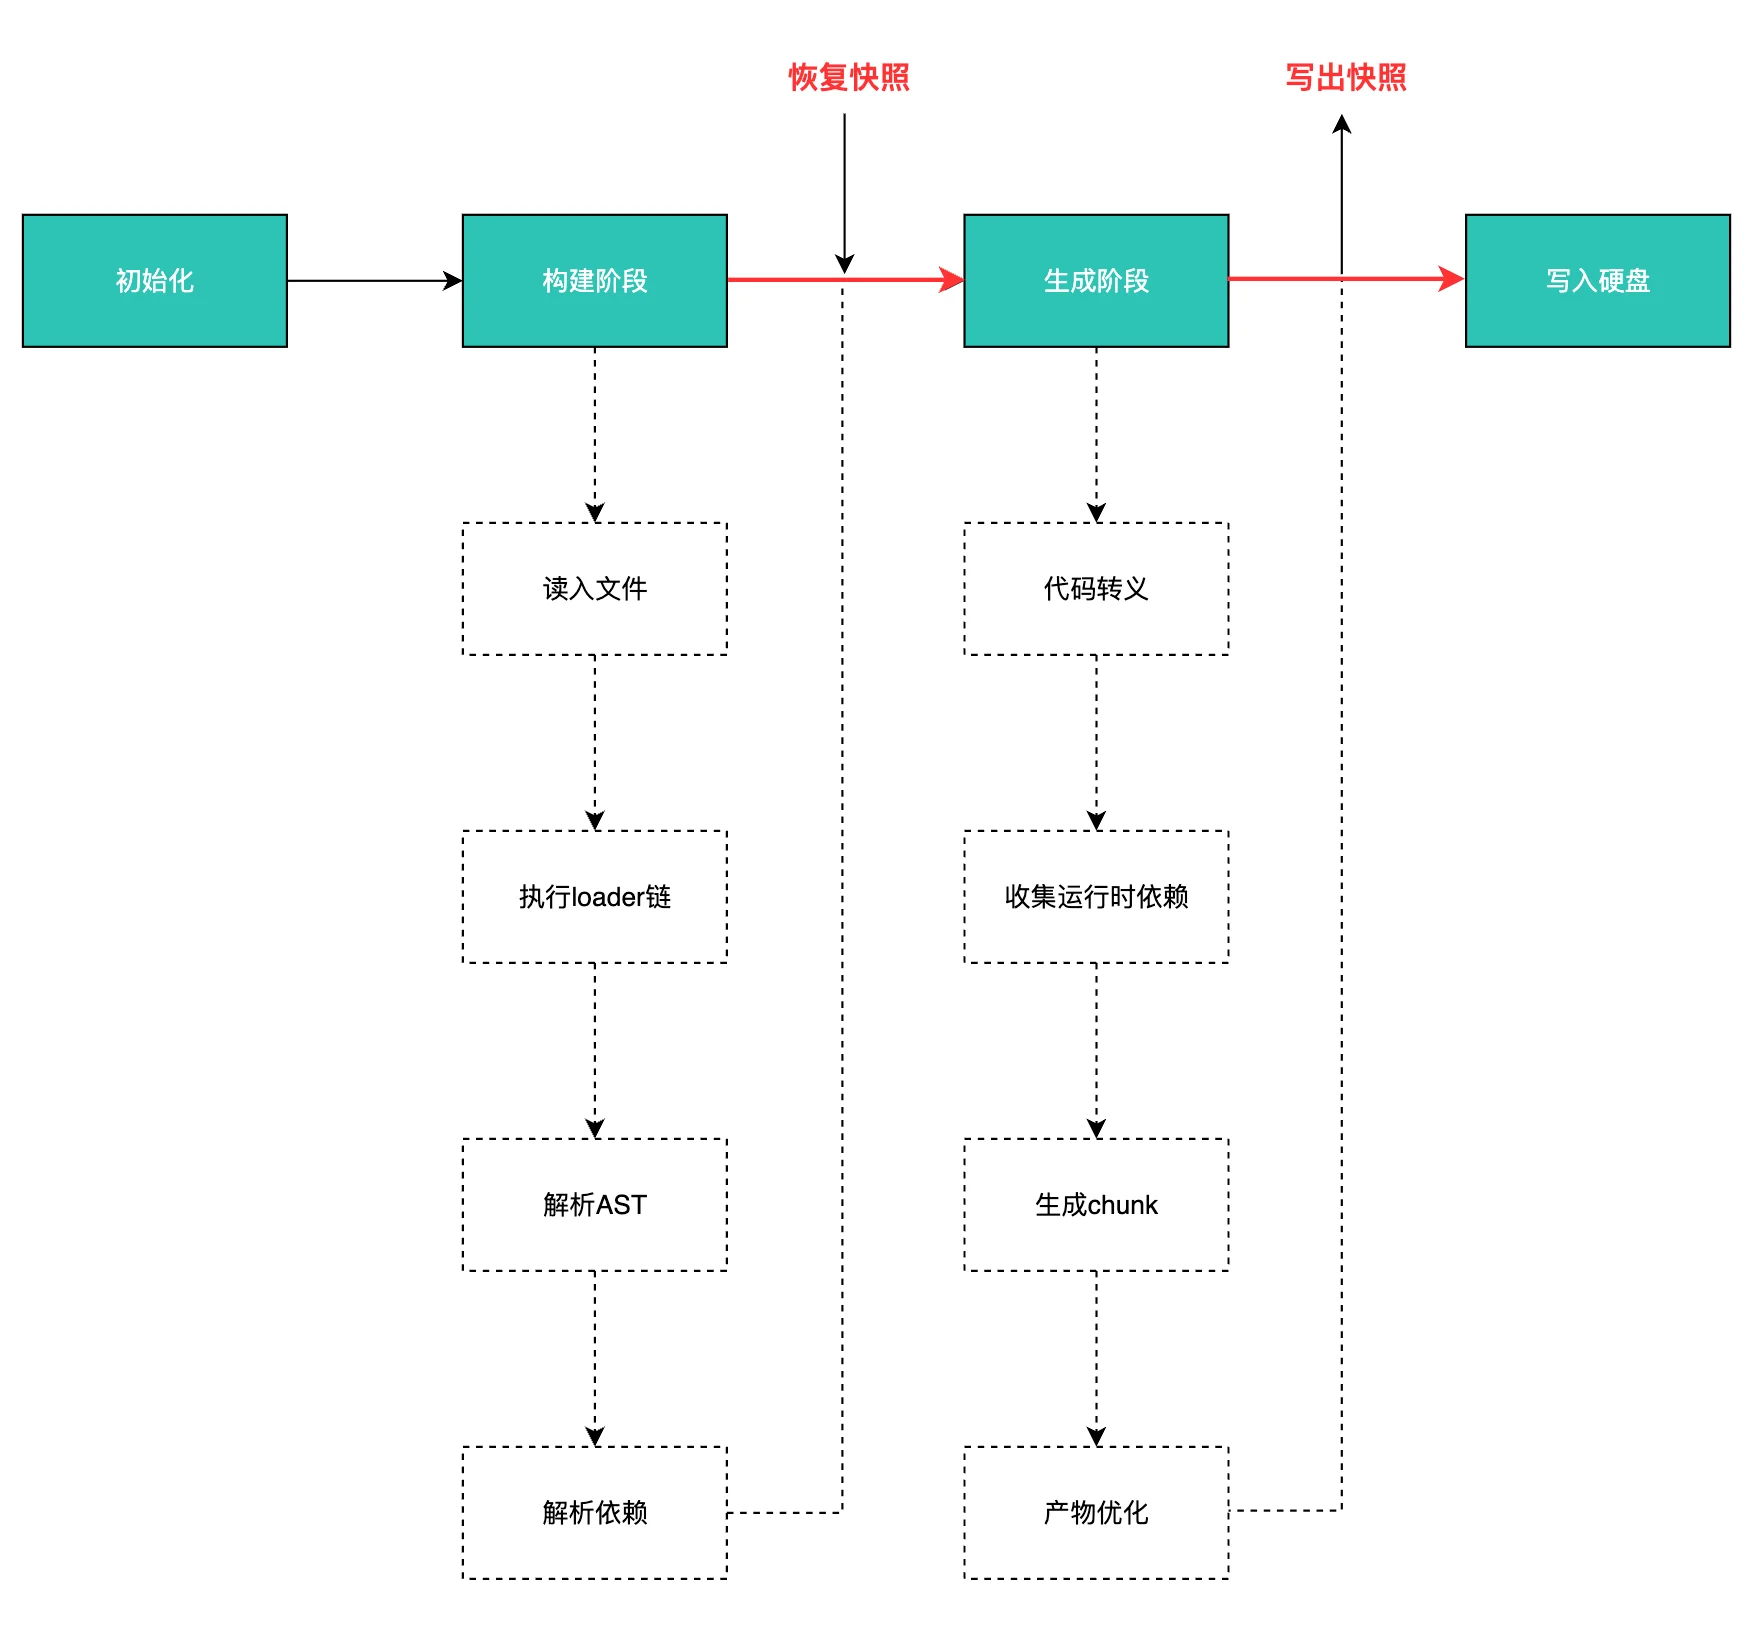 恢复快照
写出快照
初始化
构建阶段
生成阶段
写入硬盘
读入文件
代码转义
执行loader链
收集运行时依赖
解析AST
生成chunk
解析依赖
产物优化